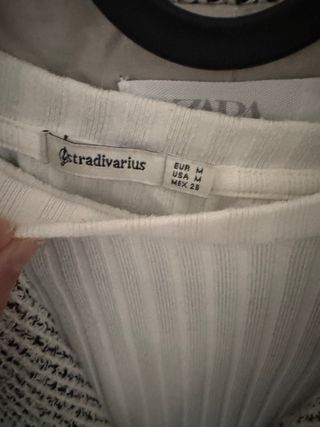 ZARA
stradivarius
EUR M
USA M
MEX 28